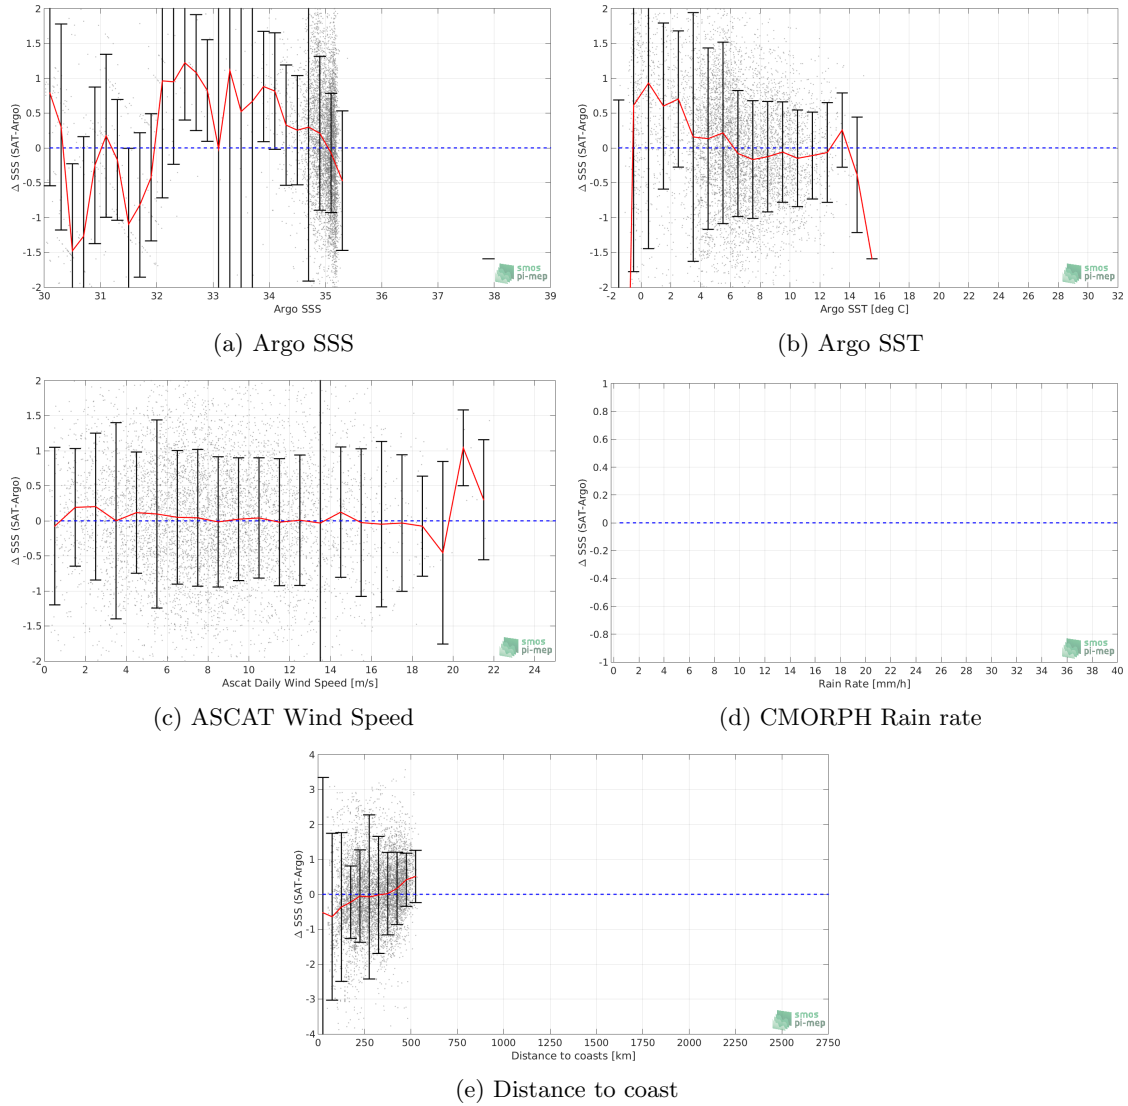 2
1.5
1
0.5
0
-0.5
-1
-1.5
-2
Δ SSS (SAT-Argo)
30 31 32 33 34 35 36 37 38 39
Argo SSS
smos
pi-mep
(a) Argo SSS
2
1.5
1
0.5
0
-0.5
-1
-1.5
-2
Δ SSS (SAT-Argo)
-2 0 2 4 6 8 10 12 14 16 18 20 22 24 26 28 30 32
Argo SST [deg C]
smos
pi-mep
(b) Argo SST
2
1.5
1
0.5
0
-0.5
-1
-1.5
-2
Δ SSS (SAT-Argo)
0 2 4 6 8 10 12 14 16 18 20 22 24
Ascat Daily Wind Speed [m/s]
smos
pi-mep
(c) ASCAT Wind Speed
1
0.8
0.6
0.4
0.2
0
-0.2
-0.4
-0.6
-0.8
-1
Δ SSS (SAT-Argo)
0 2 4 6 8 10 12 14 16 18 20 22 24 26 28 30 32 34 36 38 40
Rain Rate [mm/h]
smos
pi-mep
(d) CMORPH Rain rate
4
3
2
1
0
-1
-2
-3
-4
Δ SSS (SAT-Argo)
0 250 500 750 1000 1250 1500 1750 2000 2250 2500 2750
Distance to coasts [km]
smos
pi-mep
(e) Distance to coast